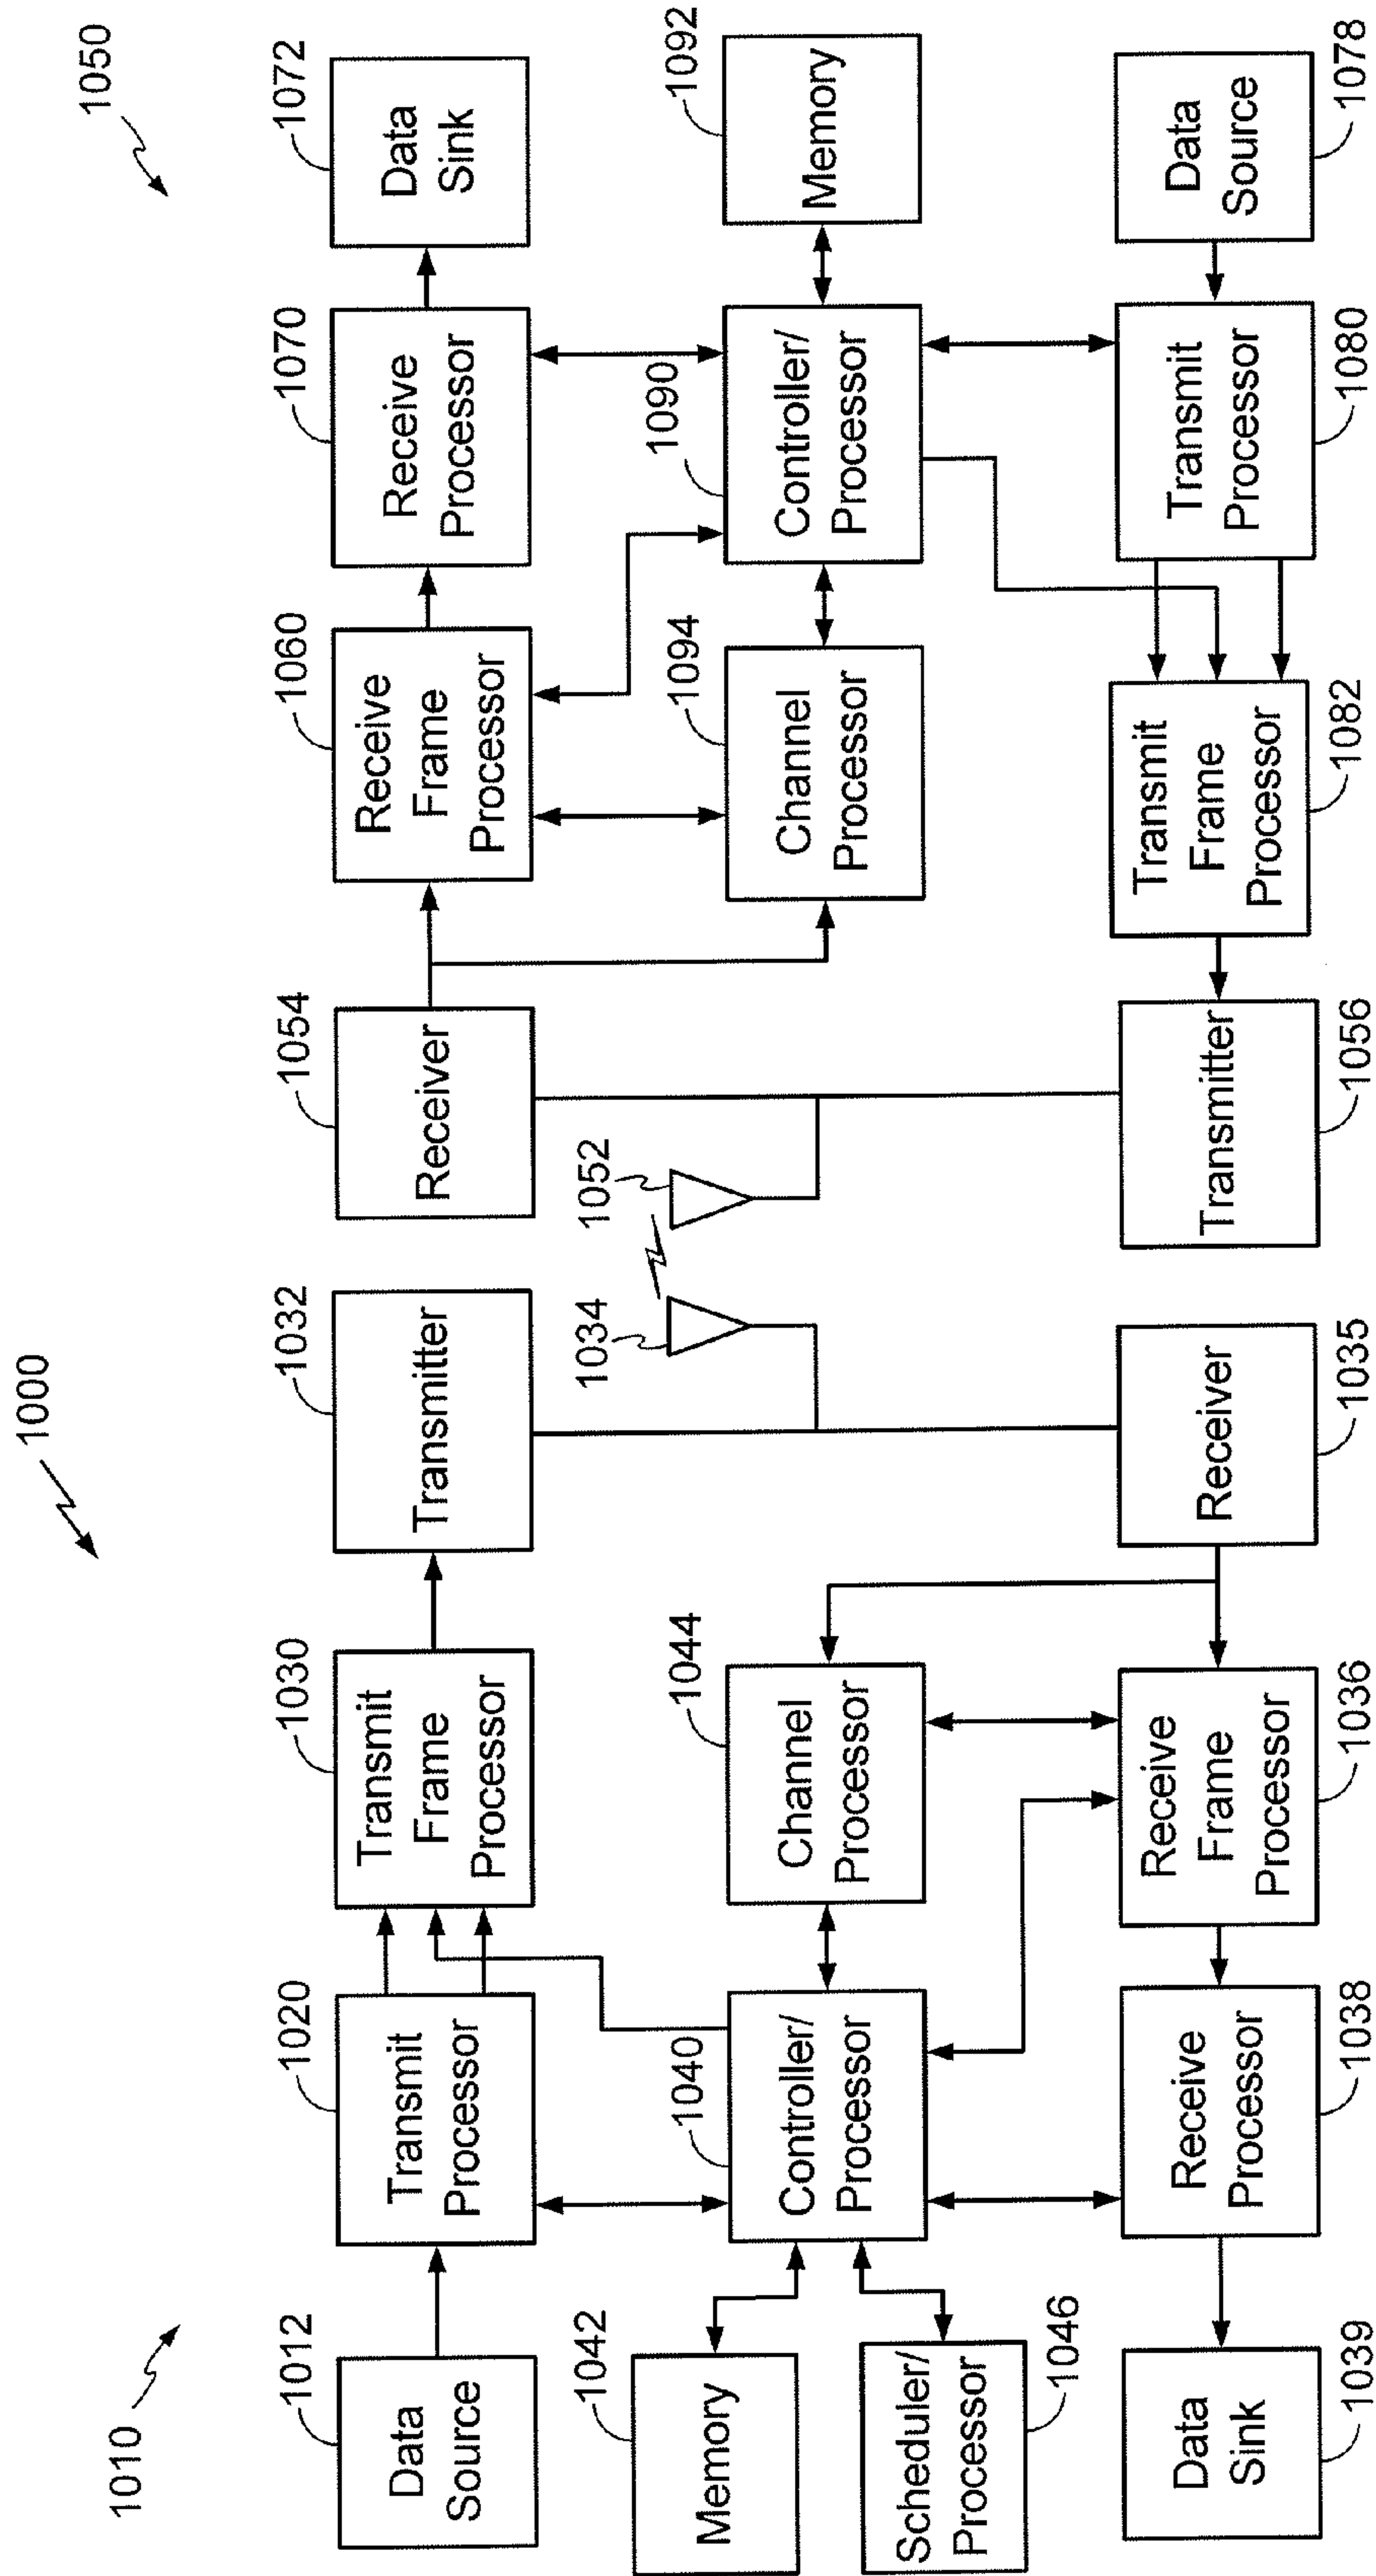 1000
1010
1050
1012
Data
Source
1020
Transmit
Processor
1030
Transmit
Frame
Processor
1032
Transmitter
1054
Receiver
1060
Receive
Frame
Processor
1070
Receive
Processor
1072
Data
Sink
1034
1052
1042
Memory
1040
Controller/
Processor
1044
Channel
Processor
1094
Channel
Processor
1090
Controller/
Processor
1092
Memory
Scheduler/
Processor
1046
Data
Sink
1039
Receive
Processor
1038
Receive
Frame
Processor
1036
Receiver
1035
Transmitter
1056
Transmit
Frame
Processor
1082
Transmit
Processor
1080
Data
Source
1078